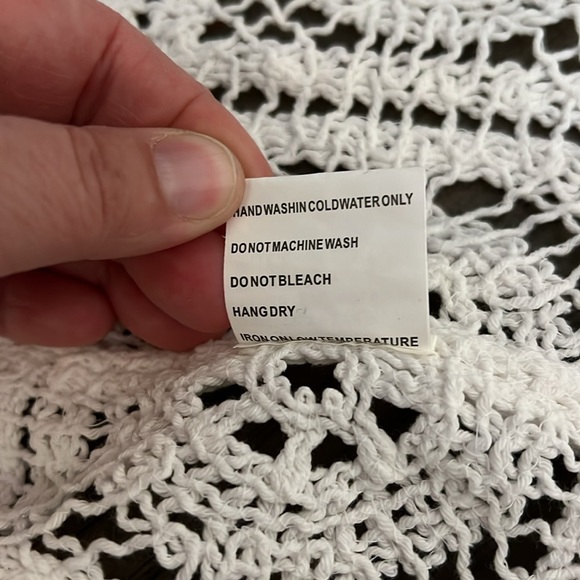 HANDWASHIN COLDWATER ONLY
DO NOT MACHINE WASH
DO NOT BLEACH
HANG DRY
IRON ON LOW TEMPERATURE